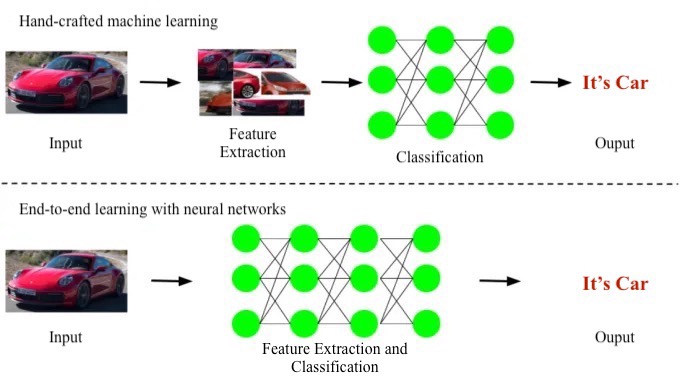 Hand-crafted machine learning
It's Car
Input
Feature
Extraction
Classification
Ouput
End-to-end learning with neural networks
It's Car
Input
Feature Extraction and
Classification
Ouput